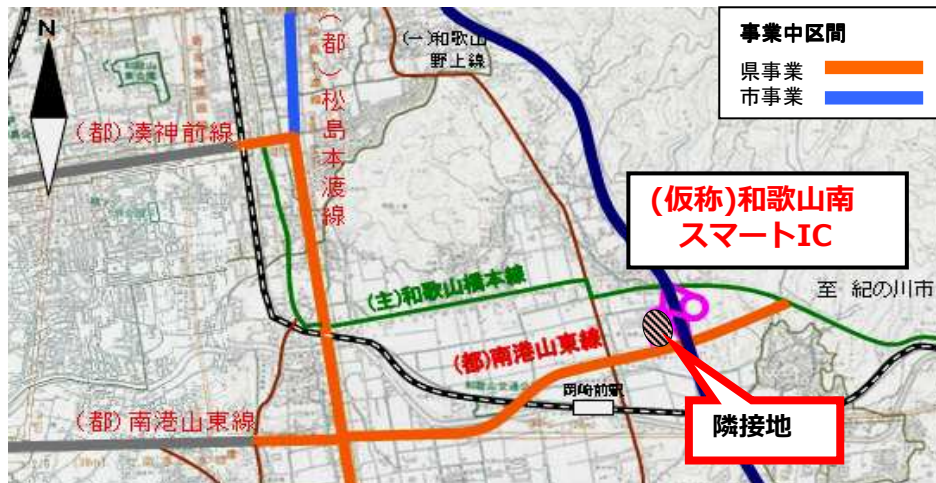 N
(一)和歌山
野上線
事業中区間
県事業
市事業
(都)松島本渡線
(都)湊神前線
(仮称)和歌山南
スマートIC
至 紀の川市
(主)和歌山橋本線
(都)南港山東線
岡崎前駅
(都)南港山東線
隣接地